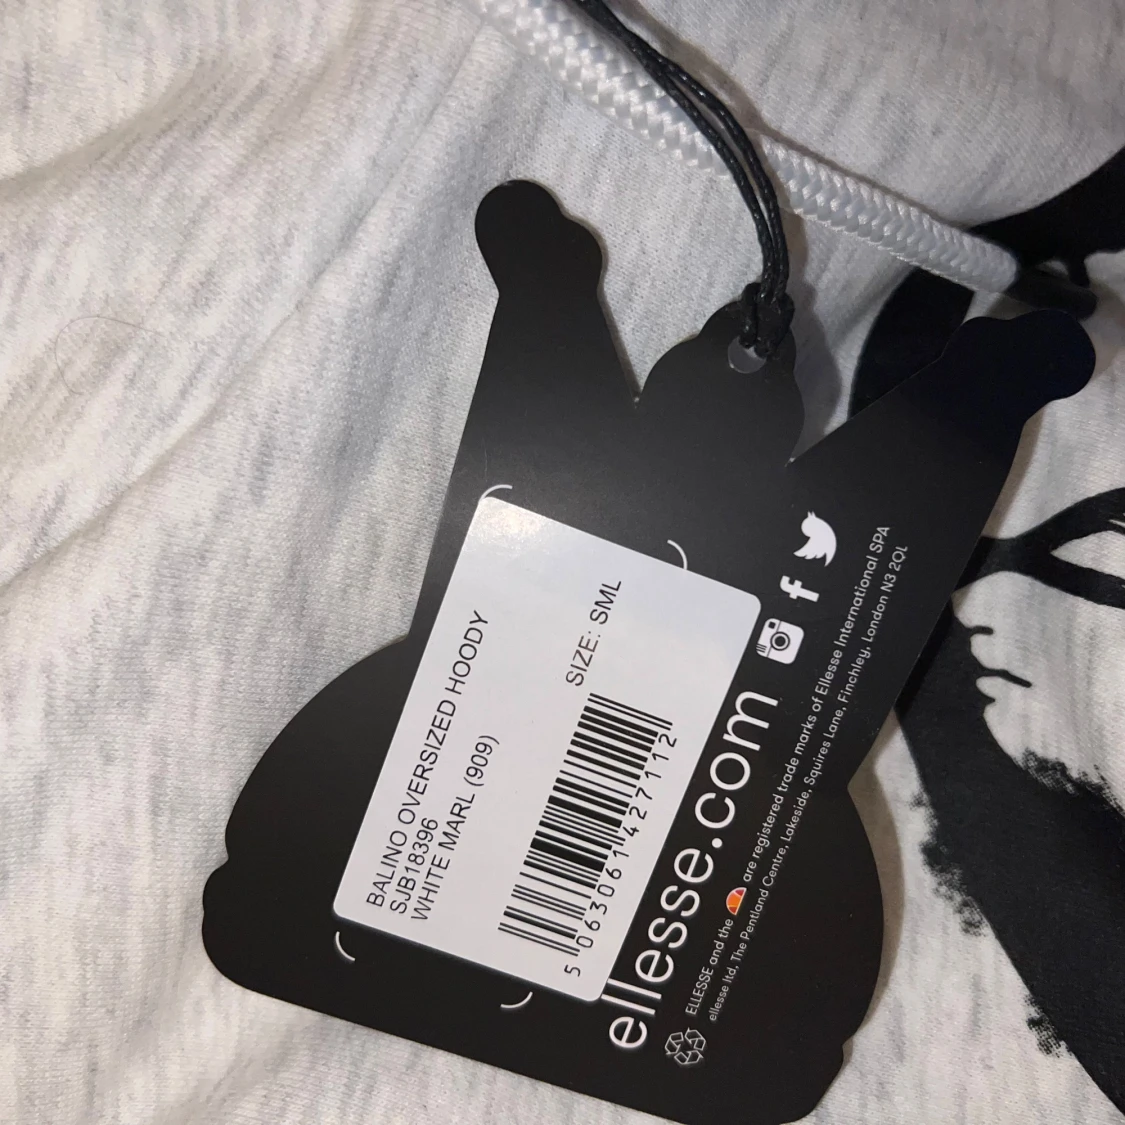 BALINO OVERSIZED HOODY
SJB18396
WHITE MARL (909)
SIZE: SML
5 063061 427112
ellesse.com
ELLESSE and the are registered trade marks of Ellesse International SPA
ellesse ltd, The Pentland Centre, Lakeside, Squires Lane, Finchley, London N3 2QL